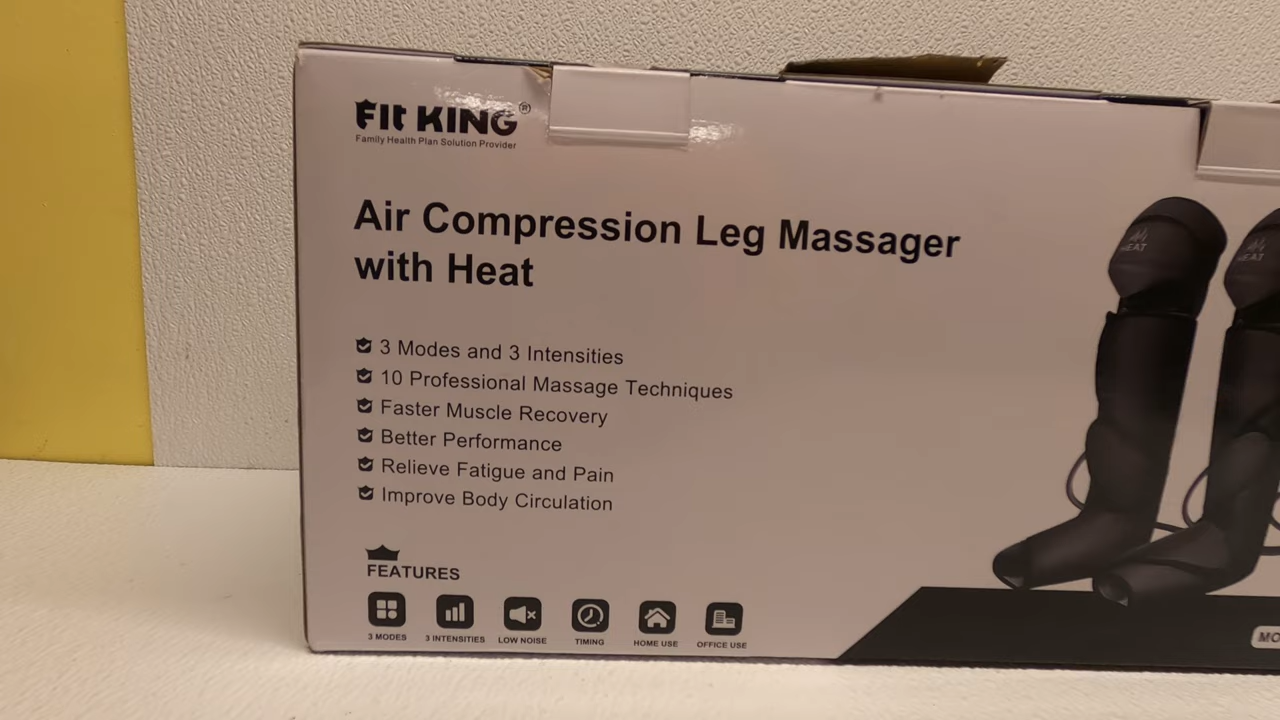 Fit KING®
Family Health Plan Solution Provider
Air Compression Leg Massager
with Heat
3 Modes and 3 Intensities
10 Professional Massage Techniques
Faster Muscle Recovery
Better Performance
Relieve Fatigue and Pain
Improve Body Circulation
FEATURES
3 MODES
3 INTENSITIES
LOW NOISE
TIMING
HOME USE
OFFICE USE
HEAT
HEAT
MO